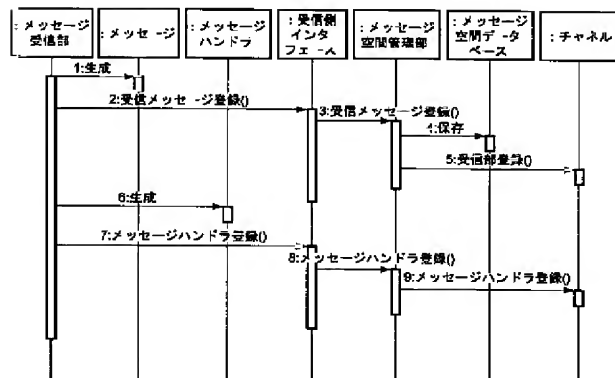 : メッセージ
受信部
: メッセージ
: メッセージ
ハンドラ
: 受信側
インタ
フェース
: メッセージ
空間管理部
: メッセージ
空間データ
ベース
: チャネル
1:生成
2:受信メッセージ登録()
3:受信メッセージ登録()
4:保存
5:受信部登録()
6:生成
7:メッセージハンドラ登録()
8:メッセージハンドラ登録()
9:メッセージハンドラ登録()